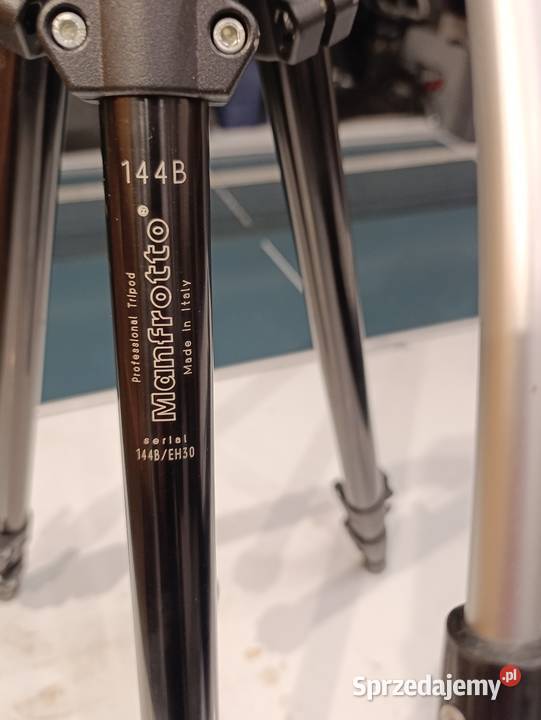 144B
Professional Tripod
Manfrotto®
Made in Italy
serial
144B/EH30
Sprzedajemy.pl